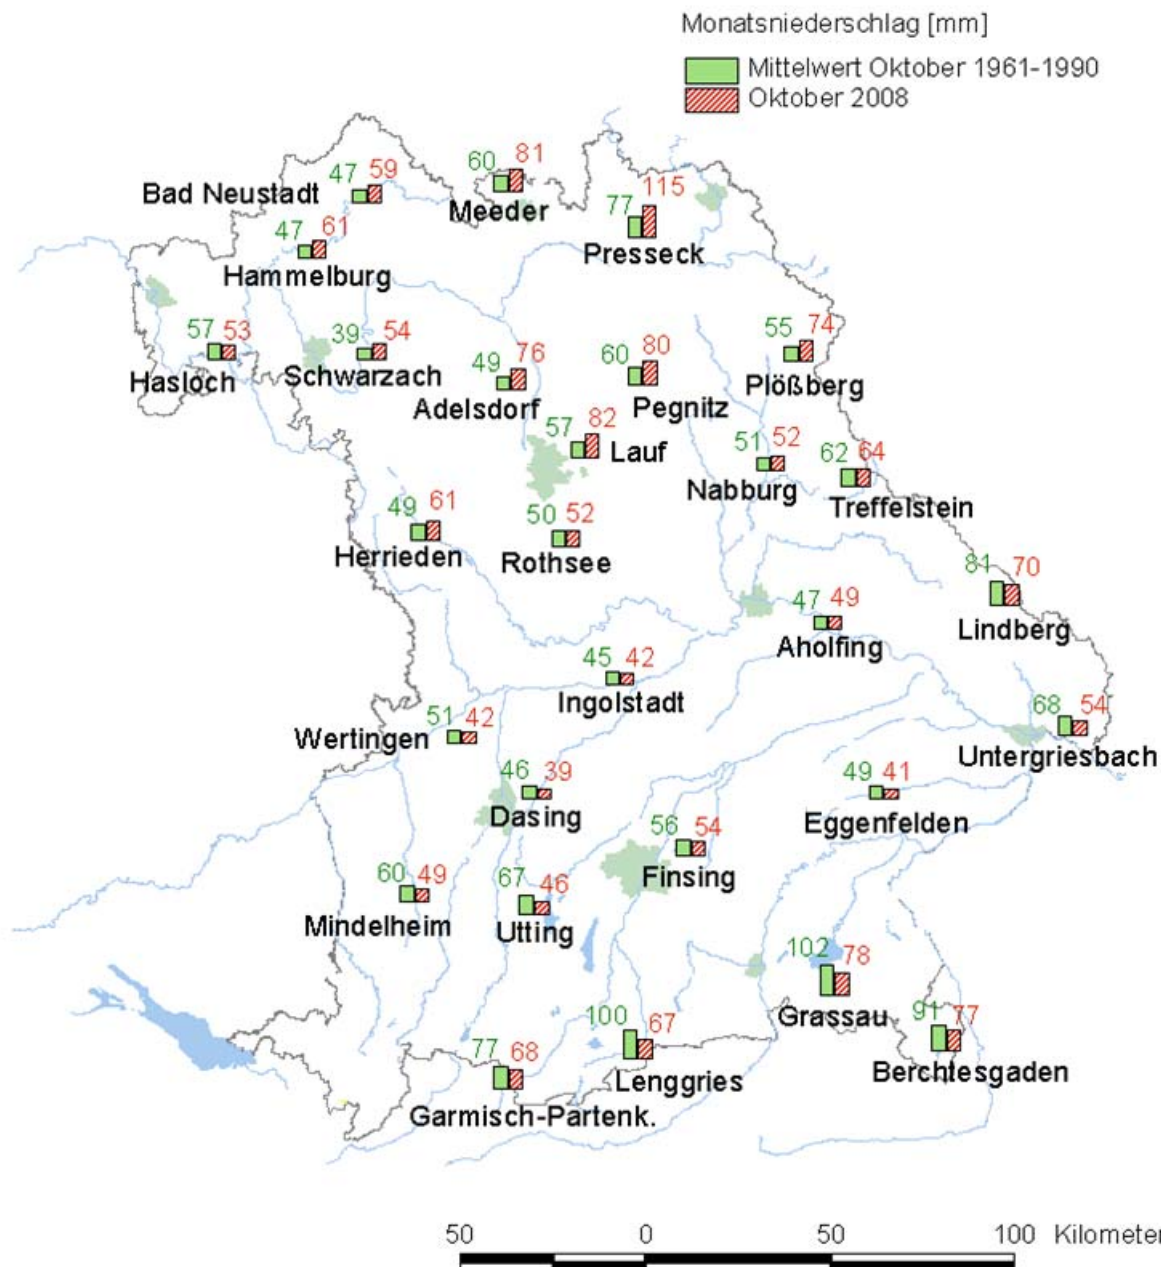 Monatsniederschlag [mm]
Mittelwert Oktober 1961-1990
Oktober 2008
47 59
Bad Neustadt
60 81
Meeder
77 115
Presseck
47 61
Hammelburg
57 53
Hasloch
39 54
Schwarzach
49 76
Adelsdorf
60 80
Pegnitz
55 74
Plößberg
57 82
Lauf
51 52
Nabburg
62 64
Treffelstein
49 61
Herrieden
50 52
Rothsee
81 70
Lindberg
47 49
Aholfing
45 42
Ingolstadt
51 42
Wertingen
68 54
Untergriesbach
46 39
Dasing
49 41
Eggenfelden
56 54
Finsing
60 49
Mindelheim
67 46
Utting
102 78
Grassau
91 77
Berchtesgaden
100 67
Lenggries
77 68
Garmisch-Partenk.
50 0 50 100 Kilometer